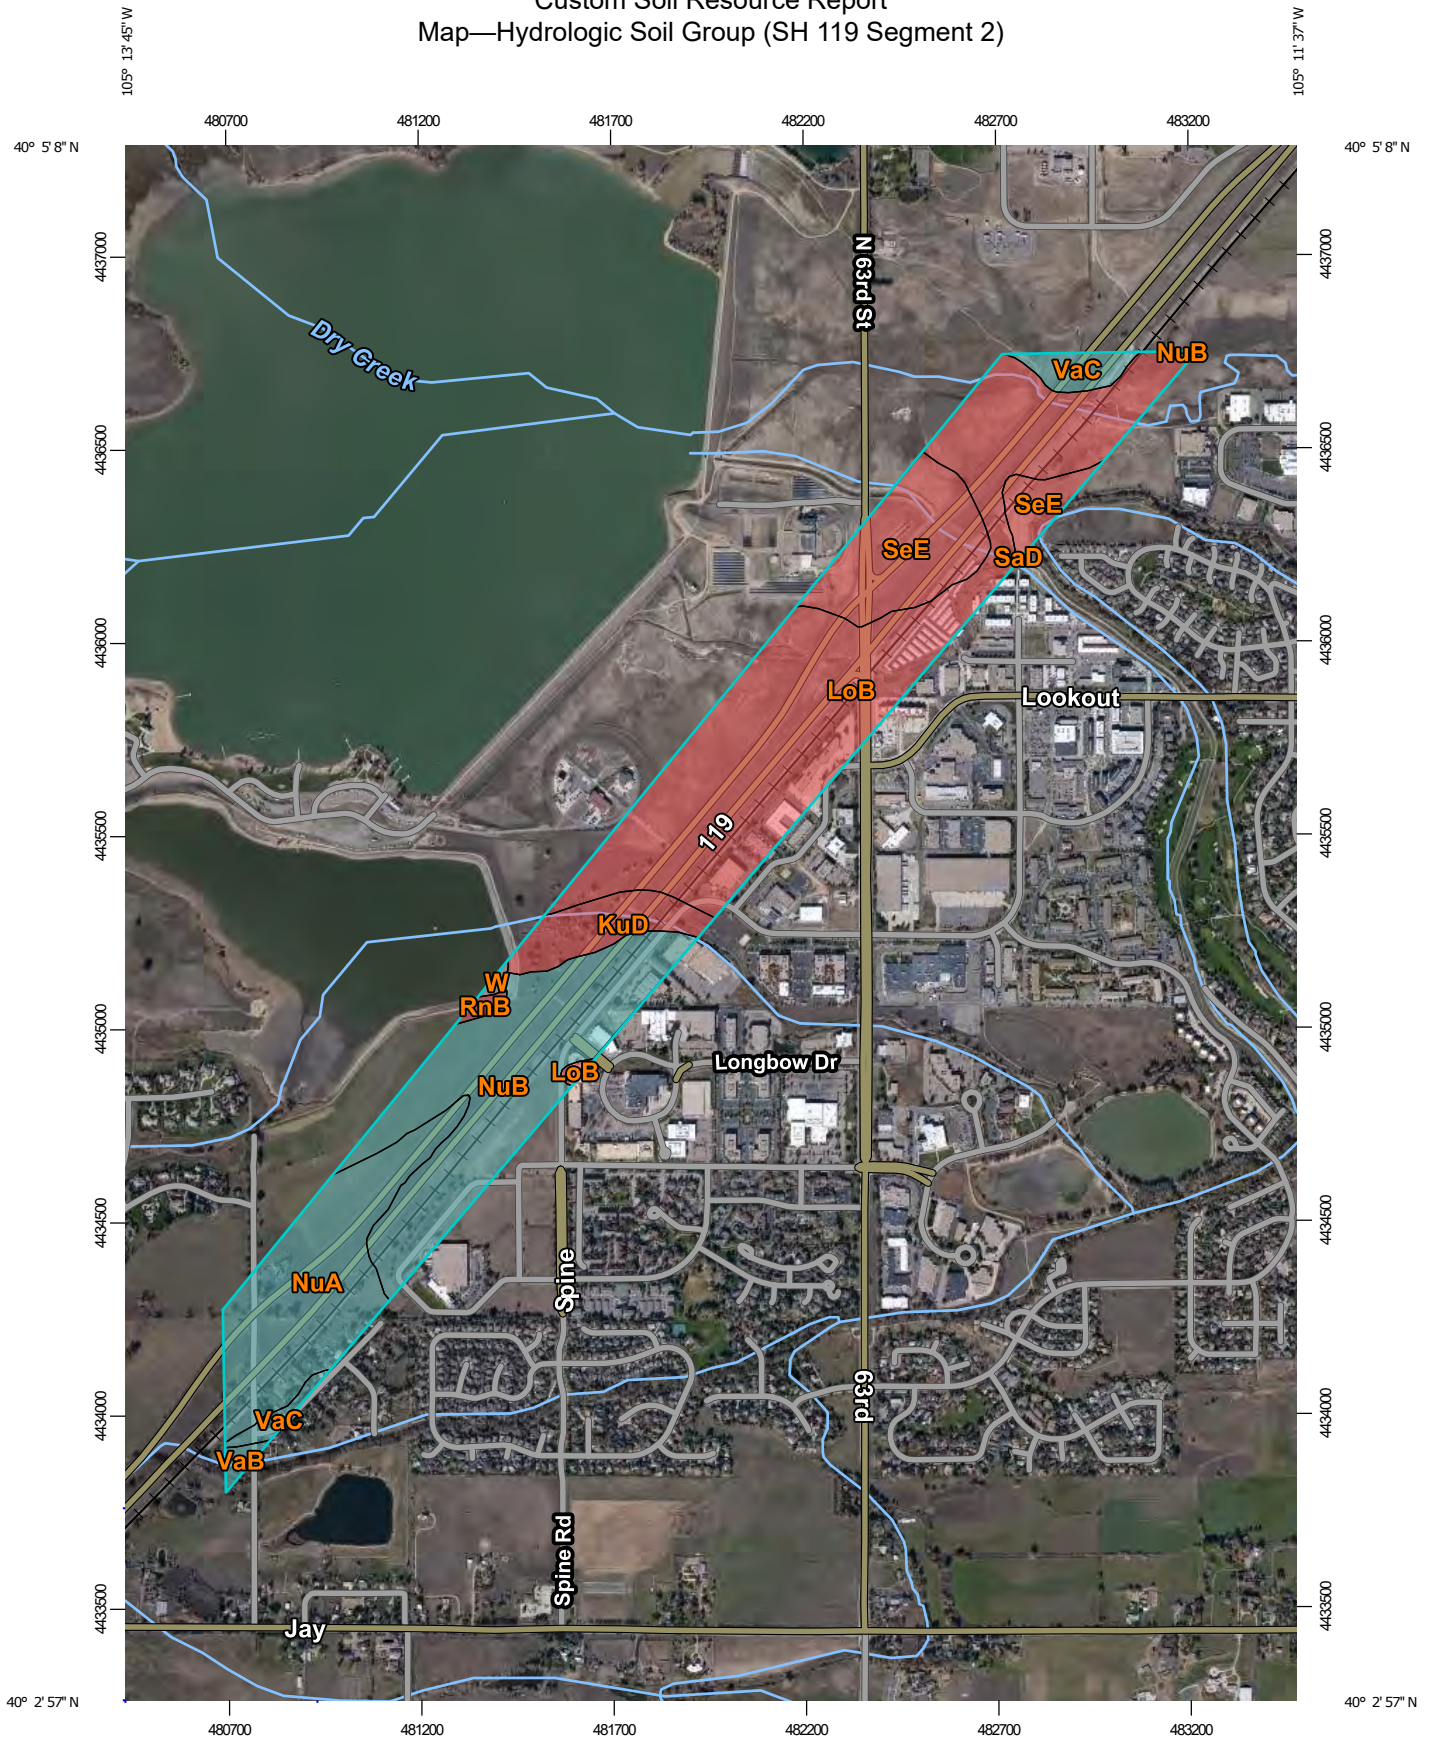 Custom Soil Resource Report
Map—Hydrologic Soil Group (SH 119 Segment 2)
105° 13' 45" W
105° 11' 37" W
480700 481200 481700 482200 482700 483200
40° 5' 8" N
40° 5' 8" N
4437000
N 63rd St
4437000
Dry Creek
VaC
NuB
4436500
4436500
SeE
SeE
SaD
4436000
4436000
LoB
Lookout
119
4435500
4435500
KuD
W
RnB
4435000
4435000
Longbow Dr
LoB
NuB
4434500
4434500
Spine
NuA
63rd
4434000
4434000
VaC
VaB
Spine Rd
4433500
4433500
Jay
40° 2' 57" N
40° 2' 57" N
480700 481200 481700 482200 482700 483200